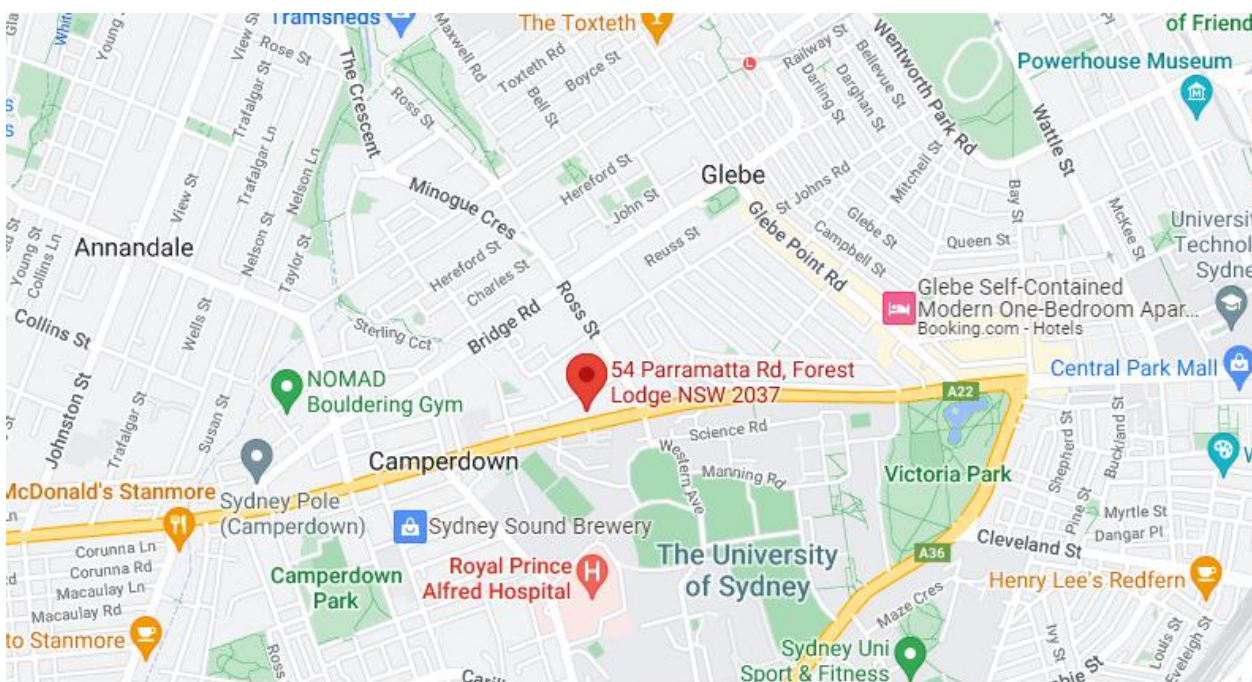 Tramsheds
The Toxteth
of Friend
Powerhouse Museum
Young St
View St
Rose St
The Crescent
Maxwell Rd
Toxteth Rd
Boyce St
Bell St
Ross St
Railway St
Darling St
Darghan St
Bellevue St
Wentworth Park Rd
Wattle St
Trafalgar St
Trafalgar Ln
Nelson Ln
Minogue Cres
Hereford St
John St
Glebe
St Johns Rd
Mitchell St
Bay St
McKee St
View St
Annandale
Young St
Collins Ln
Nelson St
Taylor St
Hereford St
Charles St
Reuss St
Glebe Point Rd
Glebe St
Campbell St
Queen St
Universit
Technol
Sydne
Collins St
Wells St
Sterling Cct
Bridge Rd
Ross St
Glebe Self-Contained
Modern One-Bedroom Apar...
Booking.com - Hotels
54 Parramatta Rd, Forest
Lodge NSW 2037
Central Park Mall
A22
NOMAD
Bouldering Gym
Johnston St
Trafalgar St
Susan St
Camperdown
Science Rd
Western Ave
Manning Rd
Victoria Park
Shepherd St
Buckland St
Pine St
McDonald's Stanmore
Sydney Pole
(Camperdown)
Sydney Sound Brewery
Myrtle St
Dangar Pl
Corunna Ln
Corunna Rd
Macaulay Ln
Macaulay Rd
Camperdown
Park
Royal Prince
Alfred Hospital
H
The University
of Sydney
A36
Cleveland St
Henry Lee's Redfern
Maze Cres
to Stanmore
Ross
Sydney Uni
Sport & Fitness
Ivy St
Louis St
Eveleigh St